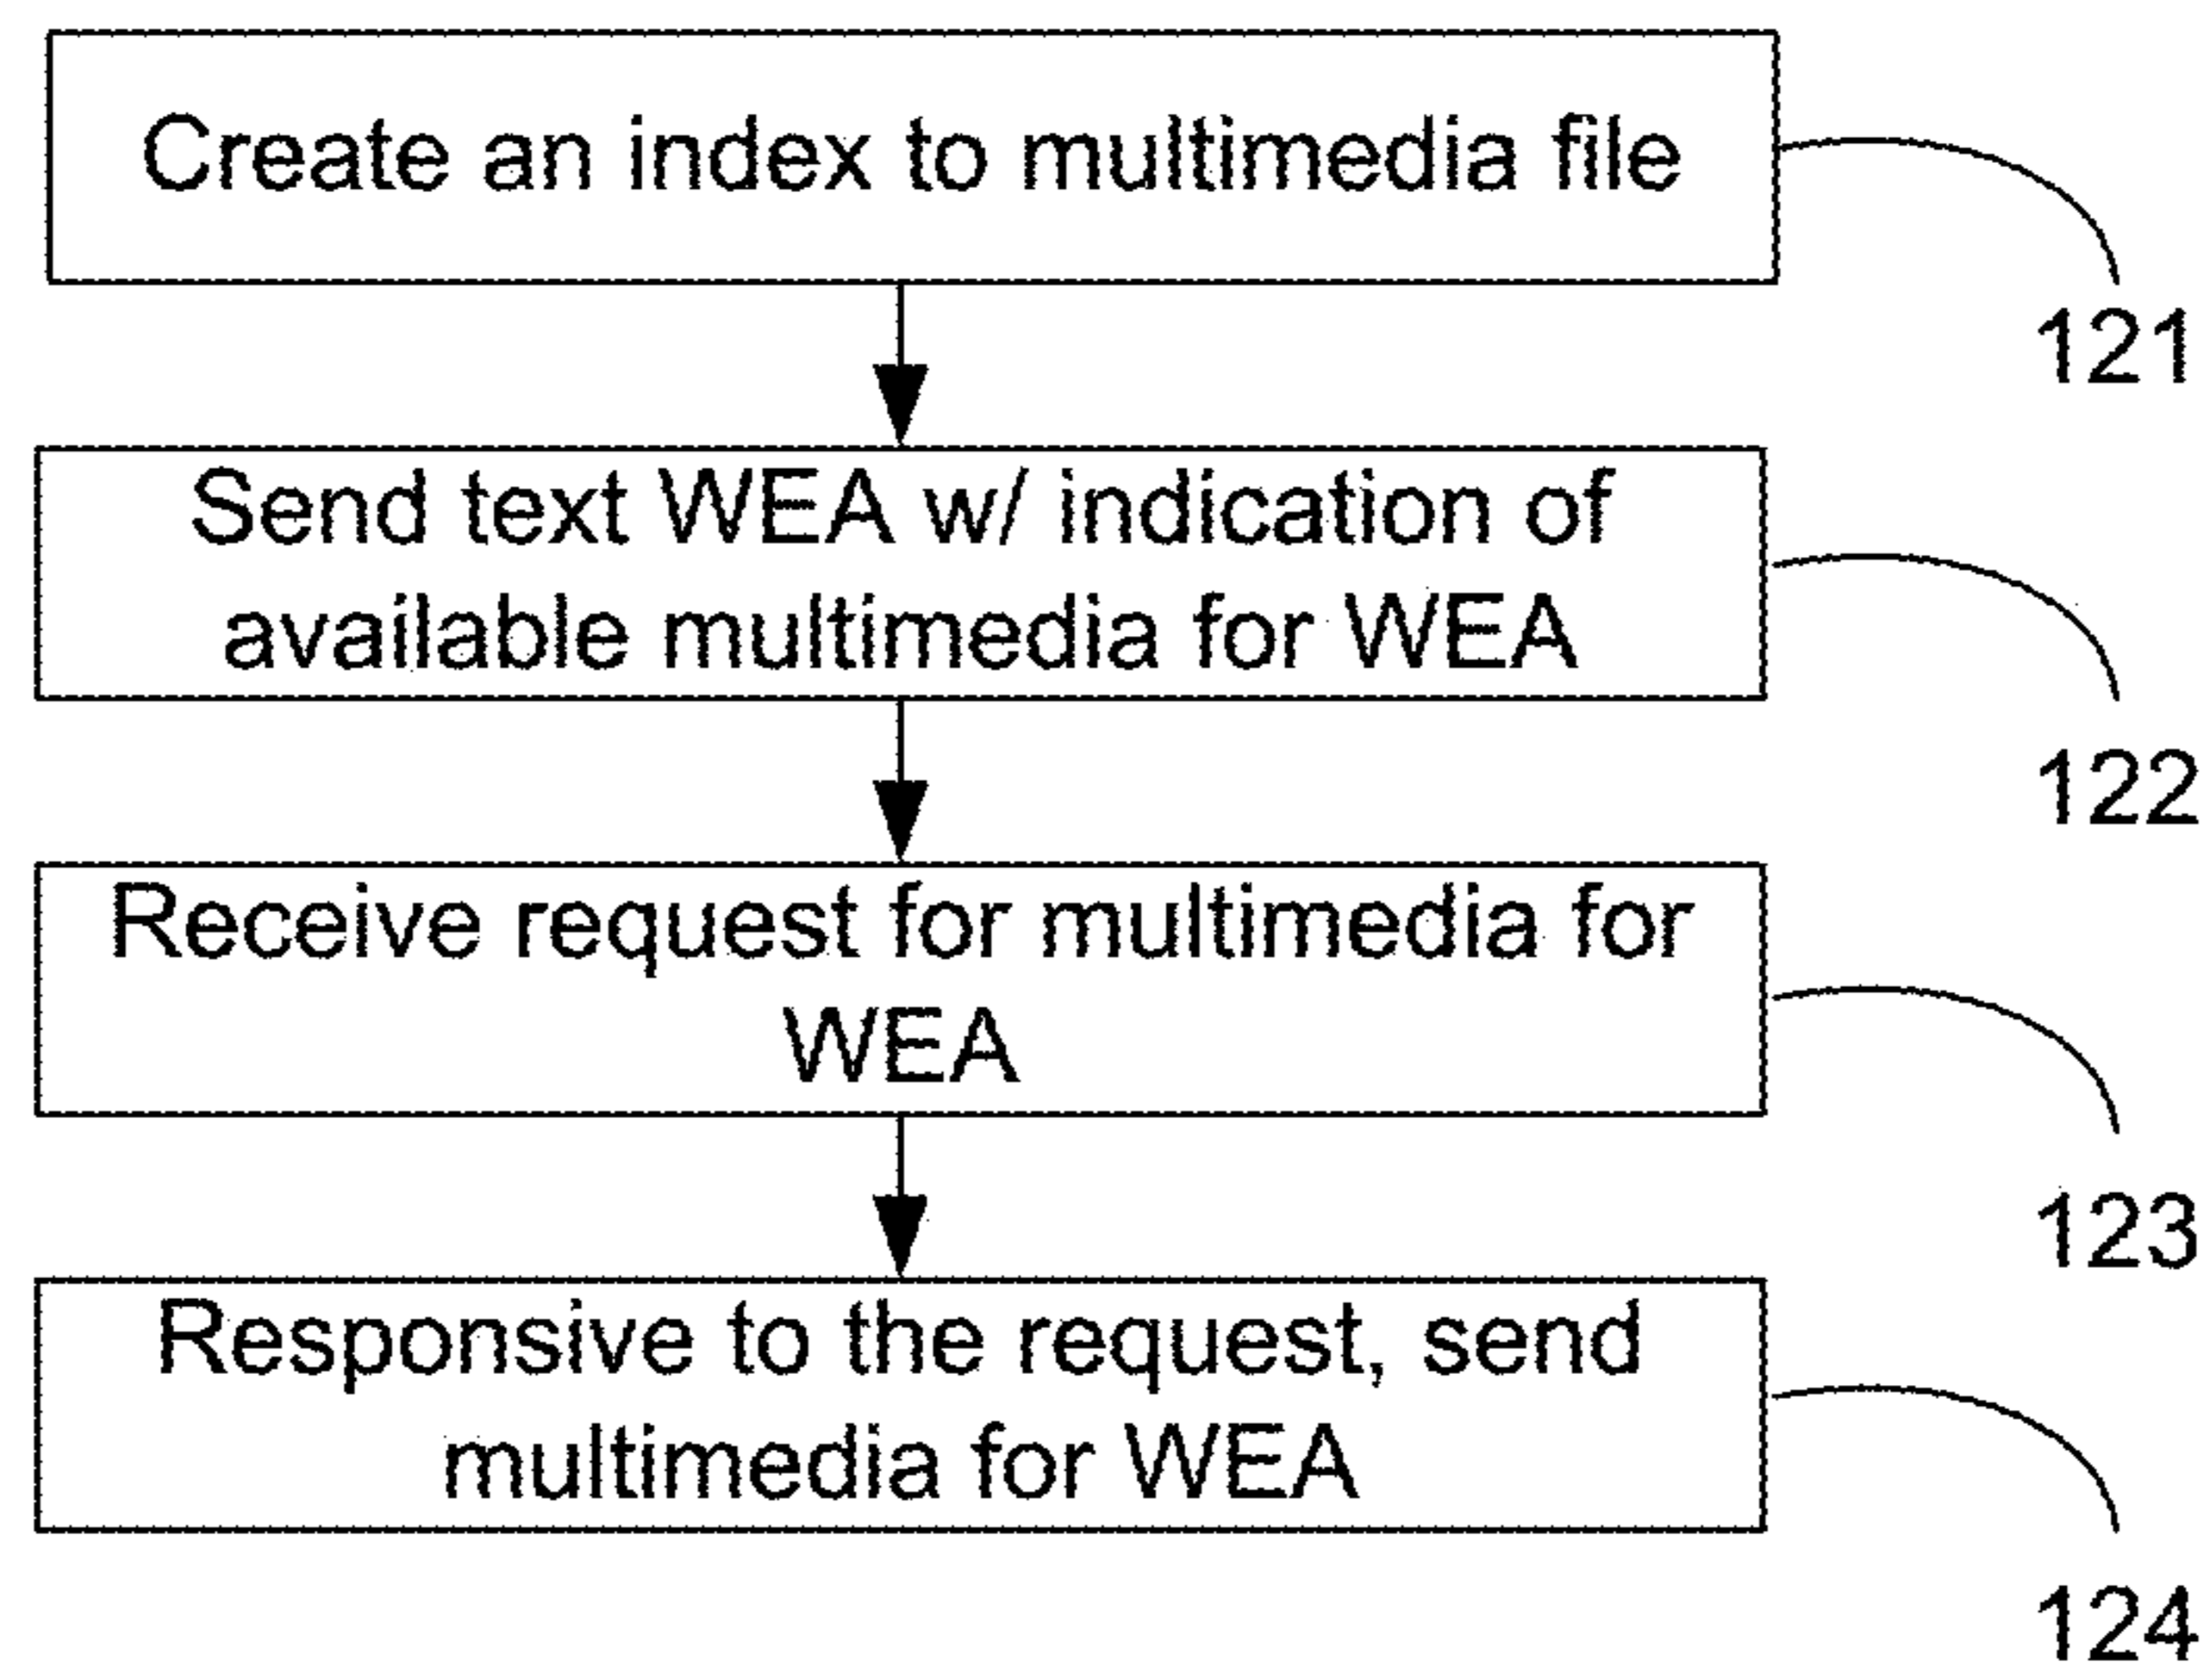 Create an index to multimedia file
121
Send text WEA w/ indication of
available multimedia for WEA
122
Receive request for multimedia for
WEA
123
Responsive to the request, send
multimedia for WEA
124